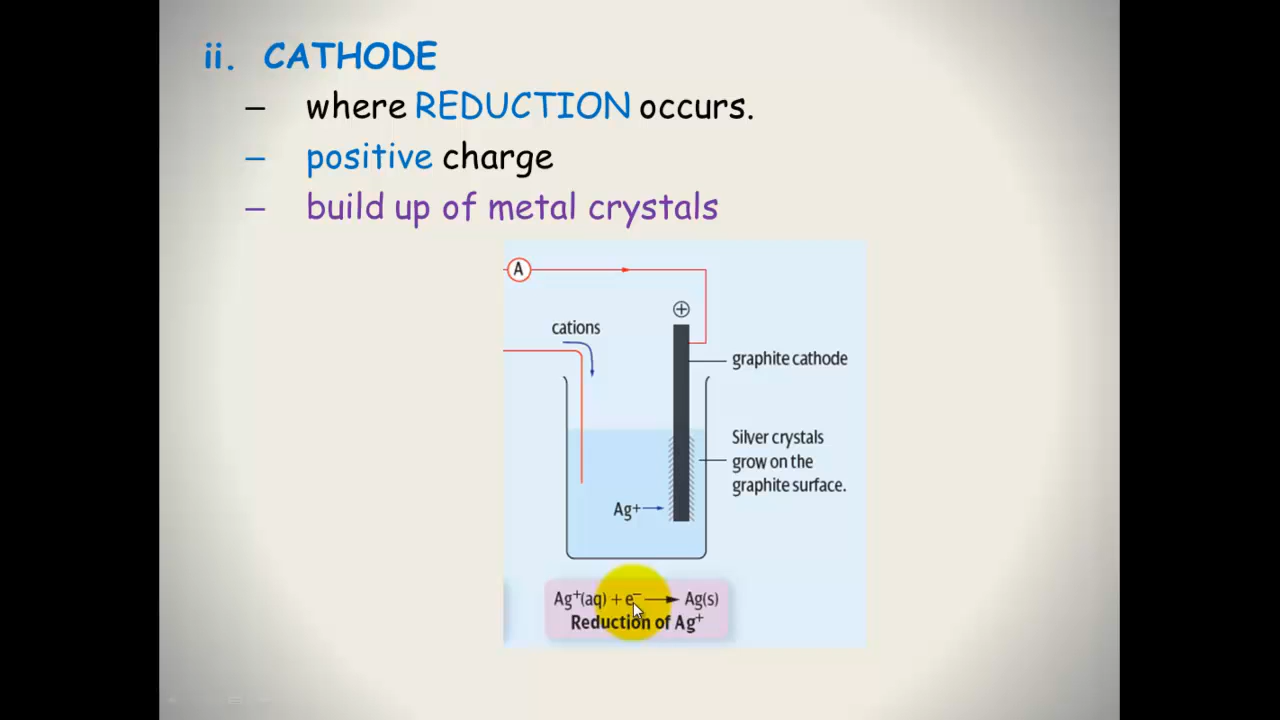 ii. CATHODE
– where REDUCTION occurs.
– positive charge
– build up of metal crystals
A
⊕
cations
graphite cathode
Silver crystals
grow on the
graphite surface.
Ag+
Ag⁺(aq) + e⁻ → Ag(s)
Reduction of Ag⁺